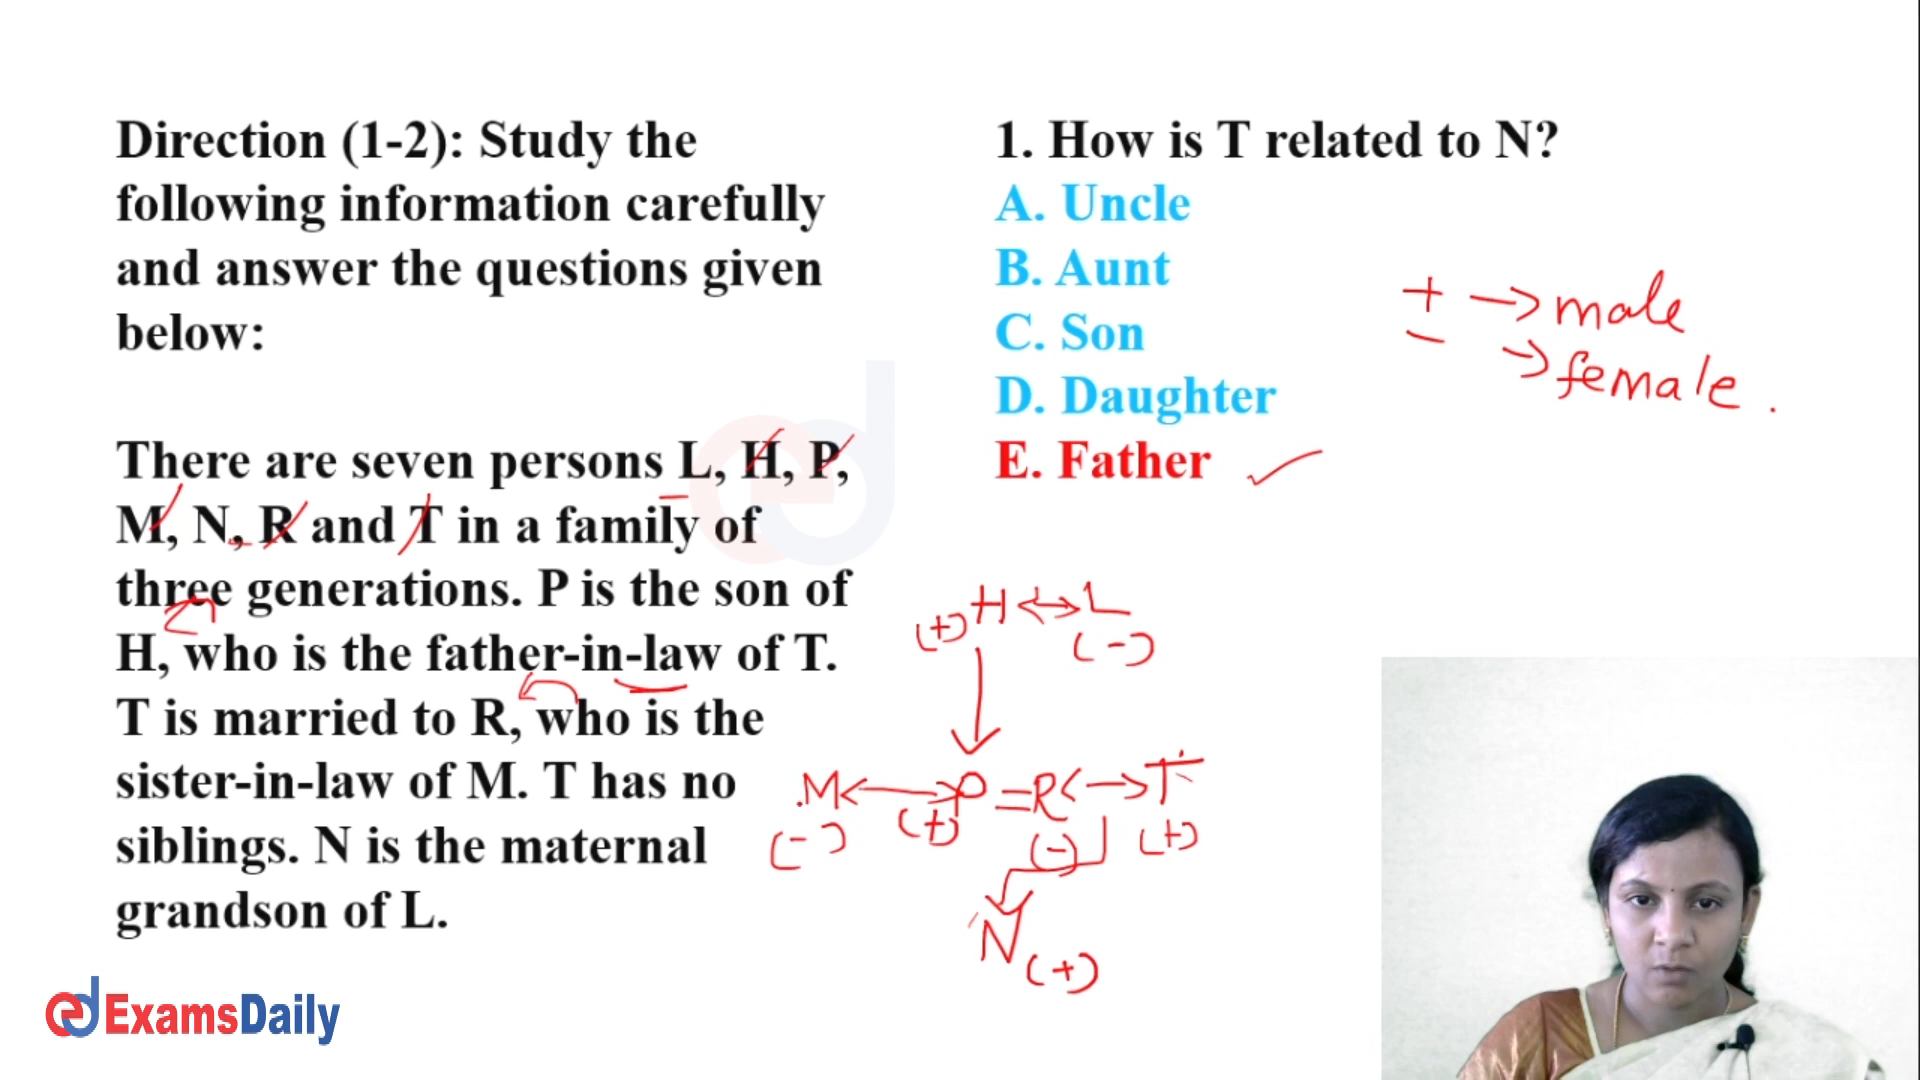 Direction (1-2): Study the
following information carefully
and answer the questions given
below:
There are seven persons L, H, P,
M, N, R and T in a family of
three generations. P is the son of
H, who is the father-in-law of T.
T is married to R, who is the
sister-in-law of M. T has no
siblings. N is the maternal
grandson of L.
1. How is T related to N?
A. Uncle
B. Aunt
C. Son
D. Daughter
E. Father
+ → male
- → female.
(+) H ↔ L
(-)
M ↔ P = R ↔ T
(-) (+) (-) (+)
N (+)
ed
ed ExamsDaily